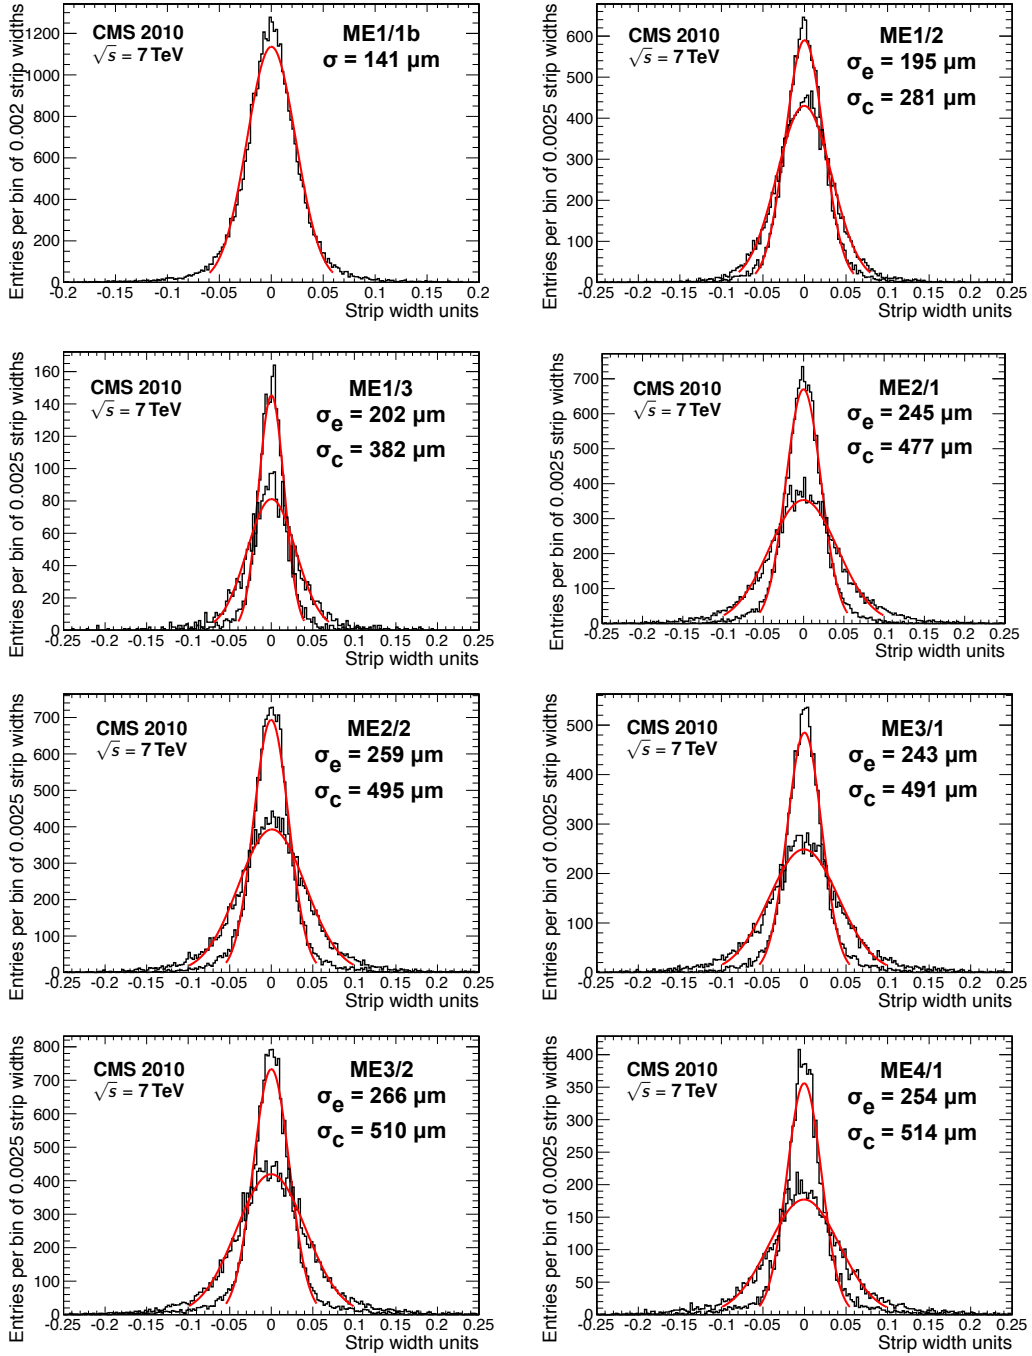 CMS 2010
√s = 7 TeV
ME1/1b
σ = 141 μm
Entries per bin of 0.002 strip widths
1200
1000
800
600
400
200
0
-0.2 -0.15 -0.1 -0.05 0 0.05 0.1 0.15 0.2
Strip width units
CMS 2010
√s = 7 TeV
ME1/2
σe = 195 μm
σc = 281 μm
Entries per bin of 0.0025 strip widths
600
500
400
300
200
100
0
-0.25 -0.2 -0.15 -0.1 -0.05 0 0.05 0.1 0.15 0.2 0.25
Strip width units
CMS 2010
√s = 7 TeV
ME1/3
σe = 202 μm
σc = 382 μm
Entries per bin of 0.0025 strip widths
160
140
120
100
80
60
40
20
0
-0.25 -0.2 -0.15 -0.1 -0.05 0 0.05 0.1 0.15 0.2 0.25
Strip width units
CMS 2010
√s = 7 TeV
ME2/1
σe = 245 μm
σc = 477 μm
Entries per bin of 0.0025 strip widths
700
600
500
400
300
200
100
0
-0.25 -0.2 -0.15 -0.1 -0.05 0 0.05 0.1 0.15 0.2 0.25
Strip width units
CMS 2010
√s = 7 TeV
ME2/2
σe = 259 μm
σc = 495 μm
Entries per bin of 0.0025 strip widths
700
600
500
400
300
200
100
0
-0.25 -0.2 -0.15 -0.1 -0.05 0 0.05 0.1 0.15 0.2 0.25
Strip width units
CMS 2010
√s = 7 TeV
ME3/1
σe = 243 μm
σc = 491 μm
Entries per bin of 0.0025 strip widths
500
400
300
200
100
0
-0.25 -0.2 -0.15 -0.1 -0.05 0 0.05 0.1 0.15 0.2 0.25
Strip width units
CMS 2010
√s = 7 TeV
ME3/2
σe = 266 μm
σc = 510 μm
Entries per bin of 0.0025 strip widths
800
700
600
500
400
300
200
100
0
-0.25 -0.2 -0.15 -0.1 -0.05 0 0.05 0.1 0.15 0.2 0.25
Strip width units
CMS 2010
√s = 7 TeV
ME4/1
σe = 254 μm
σc = 514 μm
Entries per bin of 0.0025 strip widths
400
350
300
250
200
150
100
50
0
-0.25 -0.2 -0.15 -0.1 -0.05 0 0.05 0.1 0.15 0.2 0.25
Strip width units